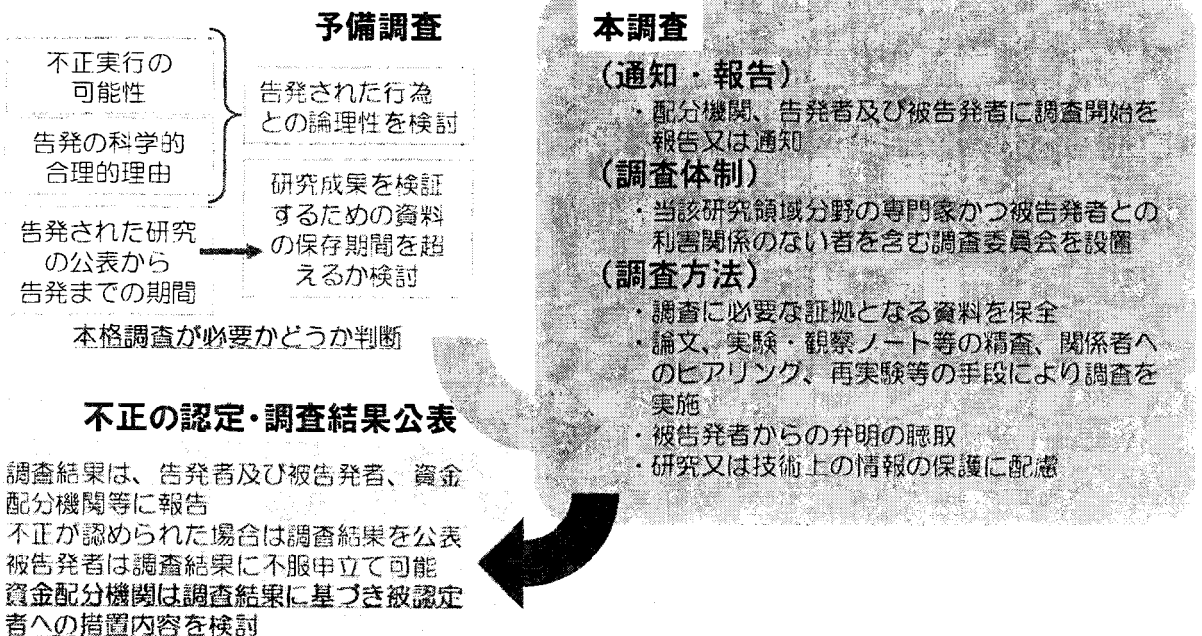 予備調査
不正実行の
可能性
告発の科学的
合理的理由
告発された行為
との論理性を検討
告発された研究
の公表から
告発までの期間
研究成果を検証
するための資料
の保存期間を超
えるか検討
本格調査が必要かどうか判断
本調査
(通知・報告)
・配分機関、告発者及び被告発者に調査開始を
報告又は通知
(調査体制)
・当該研究領域分野の専門家かつ被告発者との
利害関係のない者を含む調査委員会を設置
(調査方法)
・調査に必要な証拠となる資料を保全
・論文、実験・観察ノート等の精査、関係者へ
のヒアリング、再実験等の手段により調査を
実施
・被告発者からの弁明の聴取
・研究又は技術上の情報の保護に配慮
不正の認定・調査結果公表
調査結果は、告発者及び被告発者、資金
配分機関等に報告
不正が認められた場合は調査結果を公表
被告発者は調査結果に不服申立て可能
資金配分機関は調査結果に基づき被認定
者への措置内容を検討